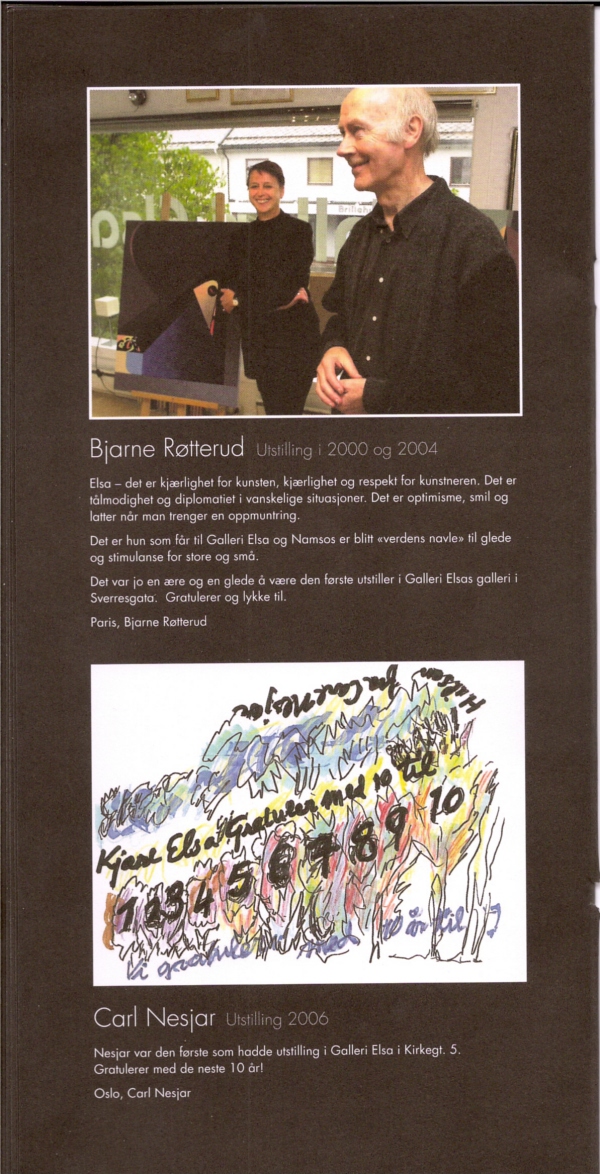 Elsa
Brilleh
Bjarne Røtterud Utstilling i 2000 og 2004
Elsa – det er kjærlighet for kunsten, kjærlighet og respekt for kunstneren. Det er
tålmodighet og diplomatiet i vanskelige situasjoner. Det er optimisme, smil og
latter når man trenger en oppmuntring.
Det er hun som får til Galleri Elsa og Namsos er blitt «verdens navle» til glede
og stimulanse for store og små.
Det var jo en ære og en glede å være den første utstiller i Galleri Elsas galleri i
Sverresgata. Gratulerer og lykke til.
Paris, Bjarne Røtterud
Hilsen fra Carl Nesjar
Kjære Elsa Gratulerer med 10 til
1 2 3 4 5 6 7 8 9 10
Vi gratulerer med 10 år til !
Carl Nesjar Utstilling 2006
Nesjar var den første som hadde utstilling i Galleri Elsa i Kirkegt. 5.
Gratulerer med de neste 10 år!
Oslo, Carl Nesjar